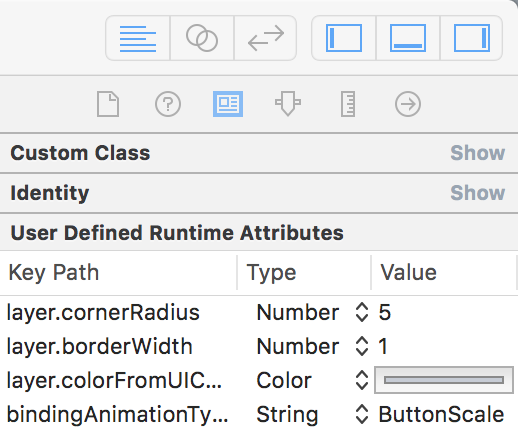 Custom Class Show
Identity Show
User Defined Runtime Attributes
Key Path Type Value
layer.cornerRadius Number 5
layer.borderWidth Number 1
layer.colorFromUIC... Color
bindingAnimationTy... String ButtonScale